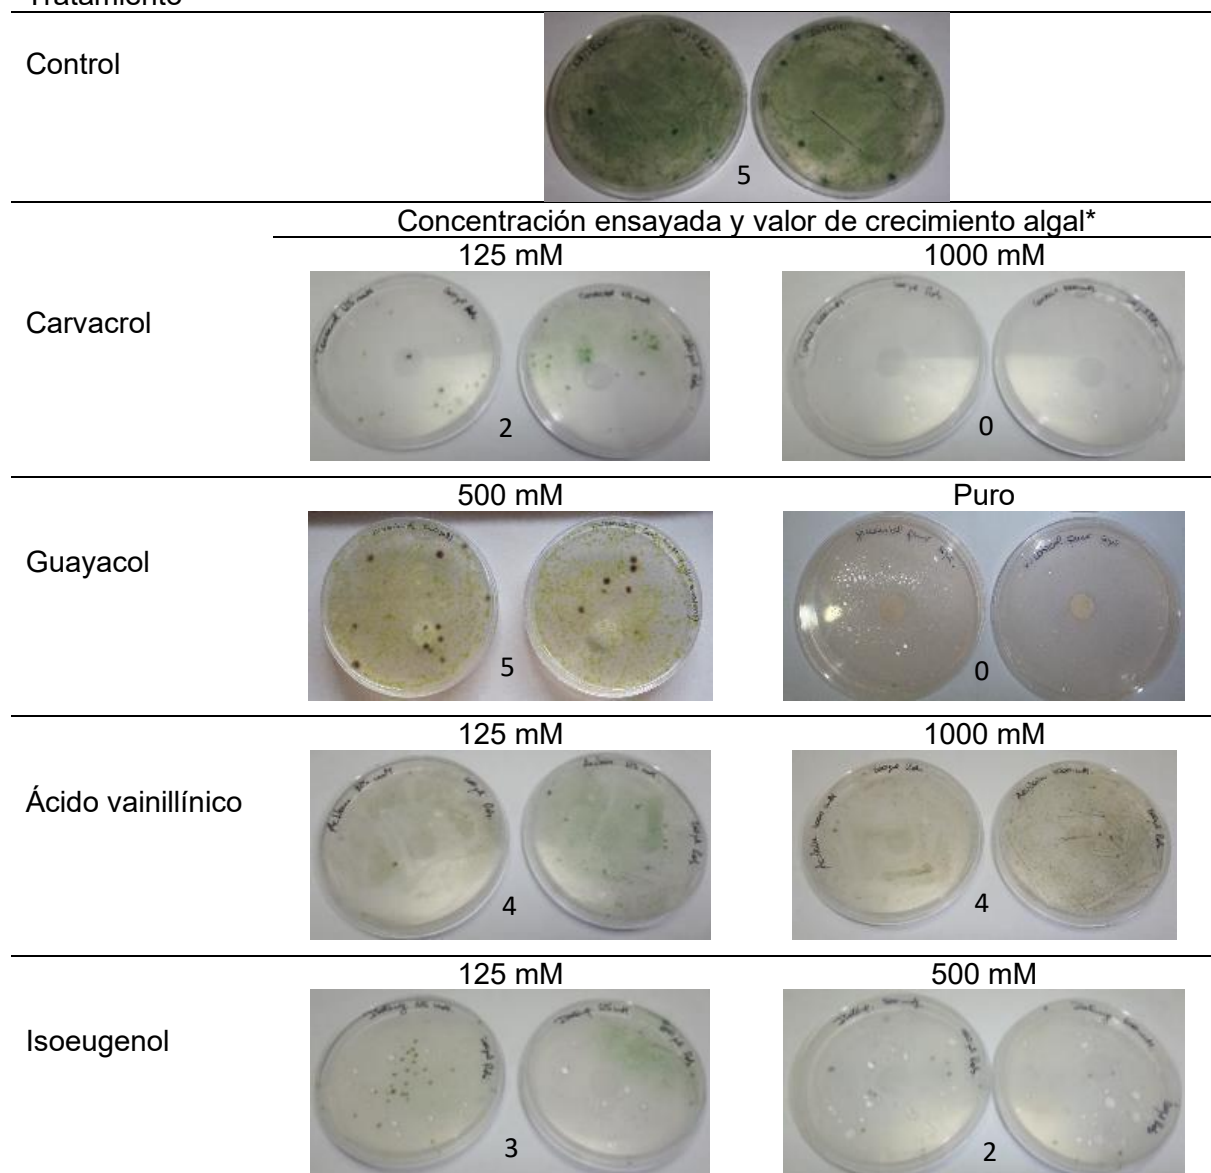 Tratamiento
Control
5
Concentración ensayada y valor de crecimiento algal*
125 mM 1000 mM
Carvacrol
2 0
500 mM Puro
Guayacol
5 0
125 mM 1000 mM
Ácido vainillínico
4 4
125 mM 500 mM
Isoeugenol
3 2